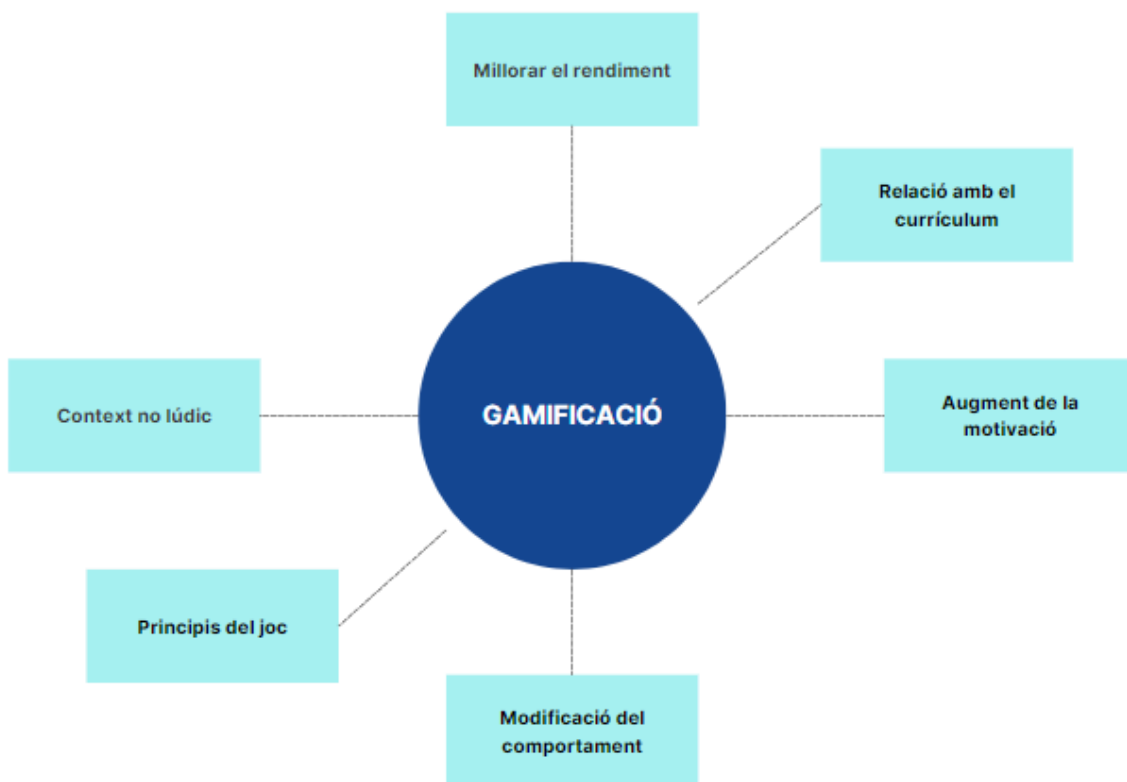 Millorar el rendiment
Relació amb el
currículum
Context no lúdic
GAMIFICACIÓ
Augment de la
motivació
Principis del joc
Modificació del
comportament